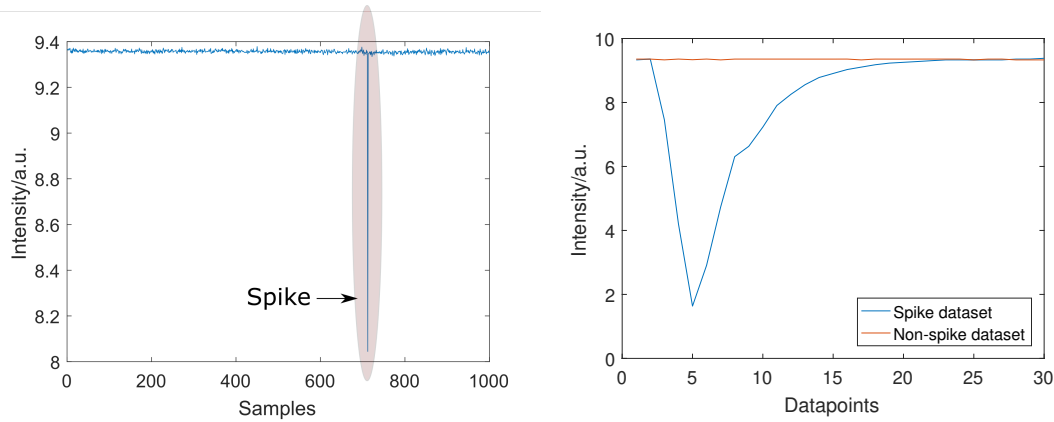 9.4
9.2
9
8.8
8.6
8.4
8.2
8
Intensity/a.u.
Spike
0 200 400 600 800 1000
Samples
10
8
6
4
2
0
Intensity/a.u.
Spike dataset
Non-spike dataset
0 5 10 15 20 25 30
Datapoints